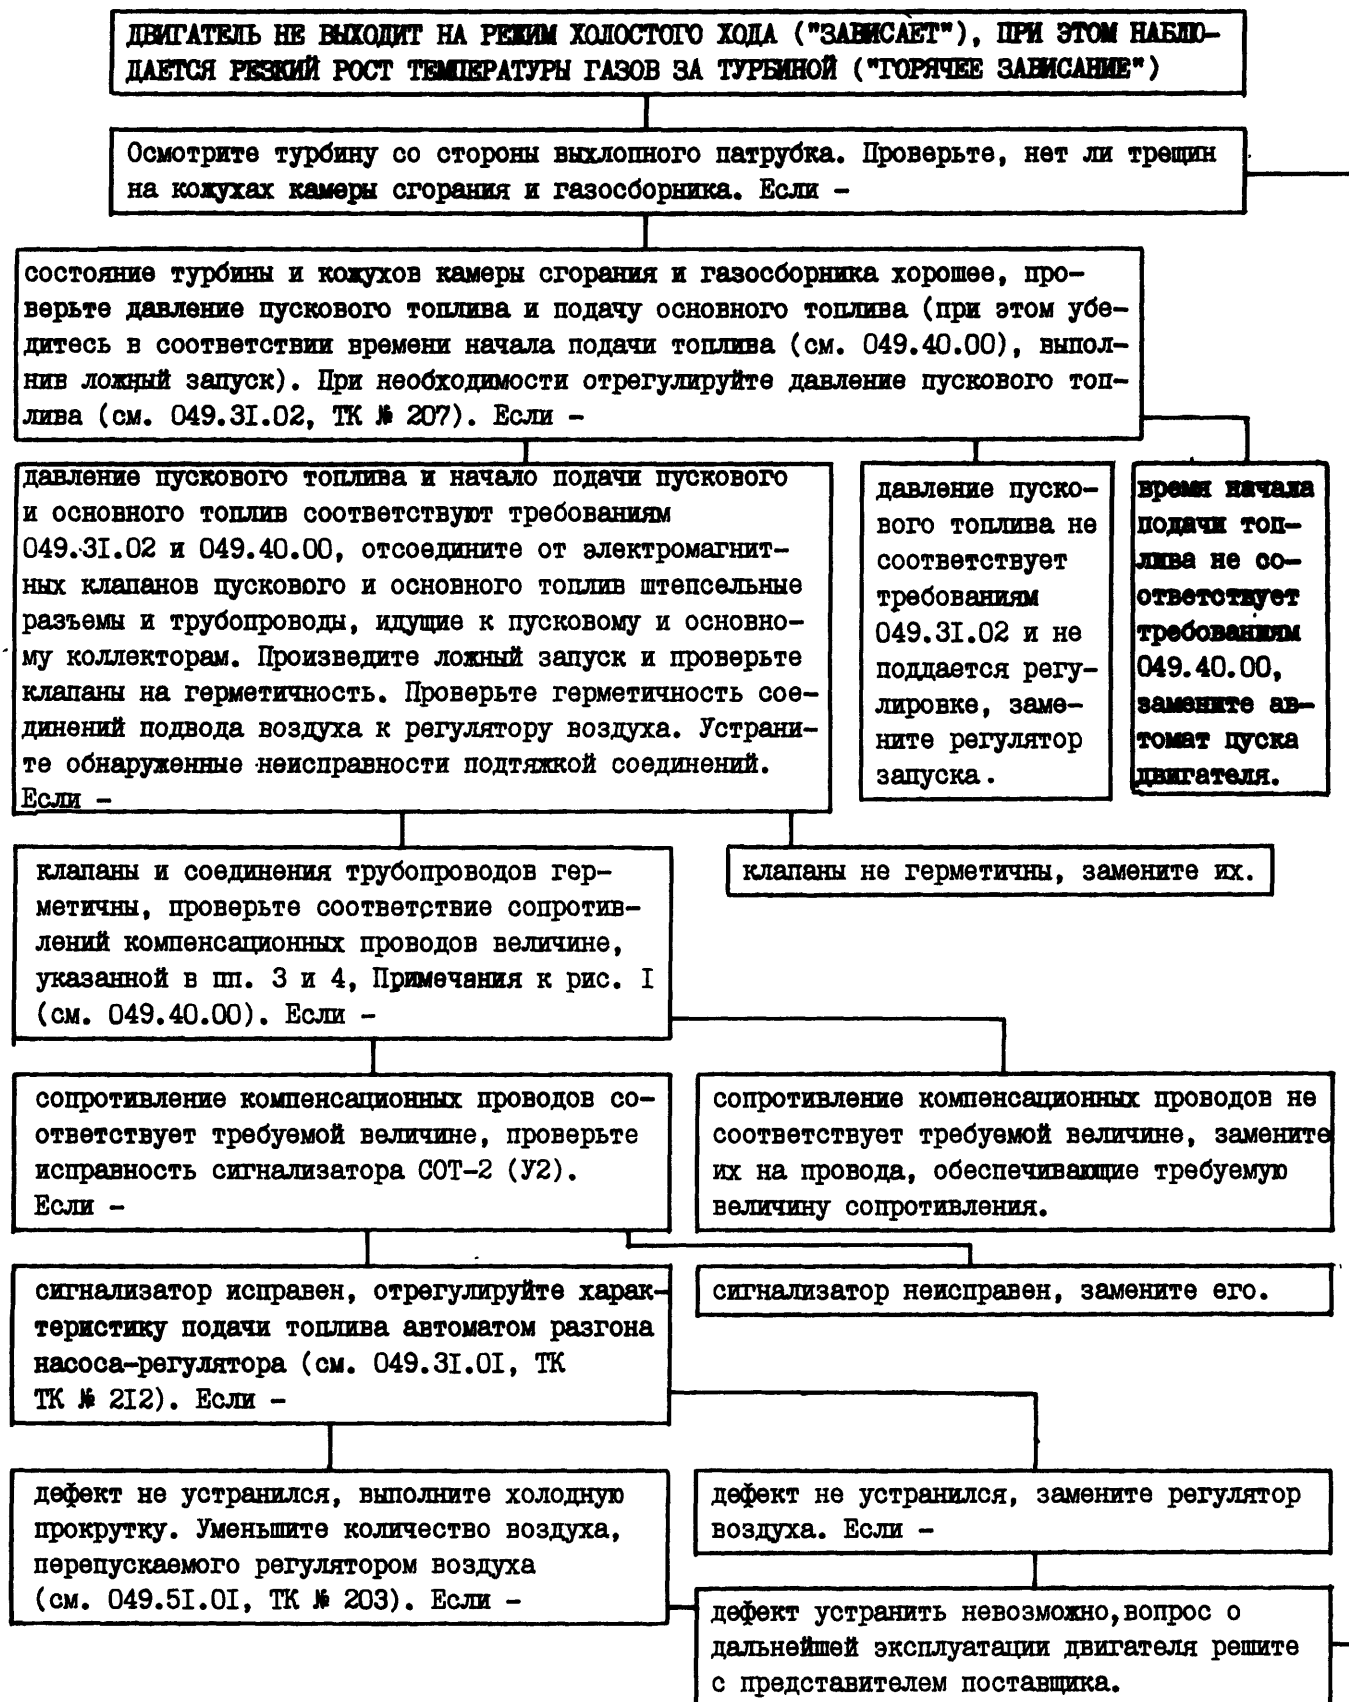 ДВИГАТЕЛЬ НЕ ВЫХОДИТ НА РЕЖИМ ХОЛОСТОГО ХОДА ("ЗАВИСАЕТ"), ПРИ ЭТОМ НАБЛЮ-
ДАЕТСЯ РЕЗКИЙ РОСТ ТЕМПЕРАТУРЫ ГАЗОВ ЗА ТУРБИНОЙ ("ГОРЯЧЕЕ ЗАВИСАНИЕ")
Осмотрите турбину со стороны выхлопного патрубка. Проверьте, нет ли трещин
на кожухах камеры сгорания и газосборника. Если -
состояние турбины и кожухов камеры сгорания и газосборника хорошее, про-
верьте давление пускового топлива и подачу основного топлива (при этом убе-
дитесь в соответствии времени начала подачи топлива (см. 049.40.00), выпол-
нив ложный запуск). При необходимости отрегулируйте давление пускового топ-
лива (см. 049.3I.02, ТК № 207). Если -
давление пускового топлива и начало подачи пускового
и основного топлив соответствуют требованиям
049.3I.02 и 049.40.00, отсоедините от электромагнит-
ных клапанов пускового и основного топлив штепсельные
разъемы и трубопроводы, идущие к пусковому и основно-
му коллекторам. Произведите ложный запуск и проверьте
клапаны на герметичность. Проверьте герметичность сое-
динений подвода воздуха к регулятору воздуха. Устрани-
те обнаруженные неисправности подтяжкой соединений.
Если -
давление пуско-
вого топлива не
соответствует
требованиям
049.3I.02 и не
поддается регу-
лировке, заме-
ните регулятор
запуска.
время начала
подачи топ-
лива не со-
ответствует
требованиям
049.40.00,
замените ав-
томат пуска
двигателя.
клапаны и соединения трубопроводов гер-
метичны, проверьте соответствие сопротив-
лений компенсационных проводов величине,
указанной в пп. 3 и 4, Примечания к рис. I
(см. 049.40.00). Если -
клапаны не герметичны, замените их.
сопротивление компенсационных проводов со-
ответствует требуемой величине, проверьте
исправность сигнализатора СОТ-2 (У2).
Если -
сопротивление компенсационных проводов не
соответствует требуемой величине, замените
их на провода, обеспечивающие требуемую
величину сопротивления.
сигнализатор исправен, отрегулируйте харак-
теристику подачи топлива автоматом разгона
насоса-регулятора (см. 049.3I.0I, ТК
ТК № 2I2). Если -
сигнализатор неисправен, замените его.
дефект не устранился, выполните холодную
прокрутку. Уменьшите количество воздуха,
перепускаемого регулятором воздуха
(см. 049.5I.0I, ТК № 203). Если -
дефект не устранился, замените регулятор
воздуха. Если -
дефект устранить невозможно,вопрос о
дальнейшей эксплуатации двигателя решите
с представителем поставщика.